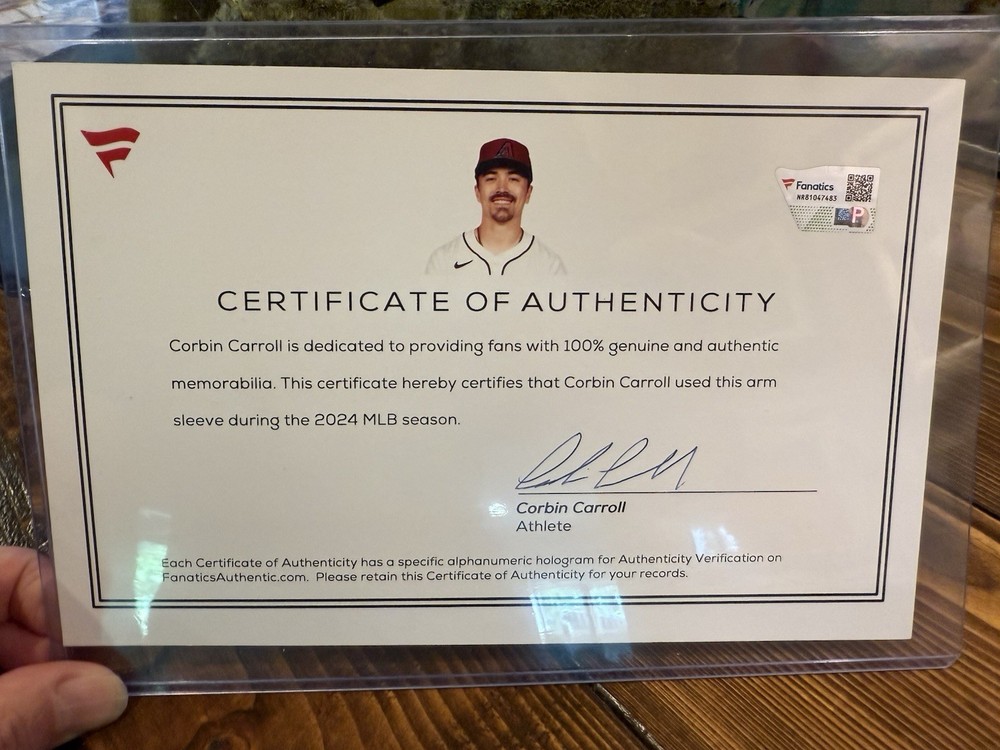 Fanatics
NR81047483
P
CERTIFICATE OF AUTHENTICITY
Corbin Carroll is dedicated to providing fans with 100% genuine and authentic
memorabilia. This certificate hereby certifies that Corbin Carroll used this arm
sleeve during the 2024 MLB season.
Corbin Carroll
Athlete
Each Certificate of Authenticity has a specific alphanumeric hologram for Authenticity Verification on
FanaticsAuthentic.com. Please retain this Certificate of Authenticity for your records.